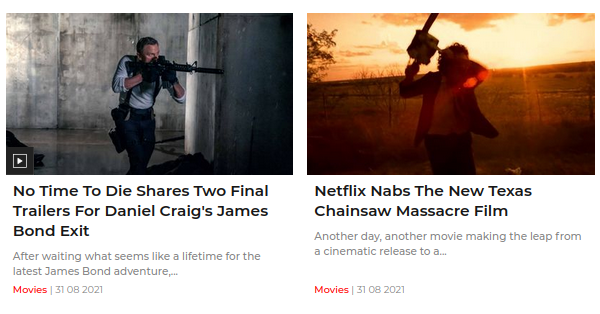 No Time To Die Shares Two Final
Trailers For Daniel Craig's James
Bond Exit
After waiting what seems like a lifetime for the
latest James Bond adventure,...
Movies | 31 08 2021
Netflix Nabs The New Texas
Chainsaw Massacre Film
Another day, another movie making the leap from
a cinematic release to a...
Movies | 31 08 2021